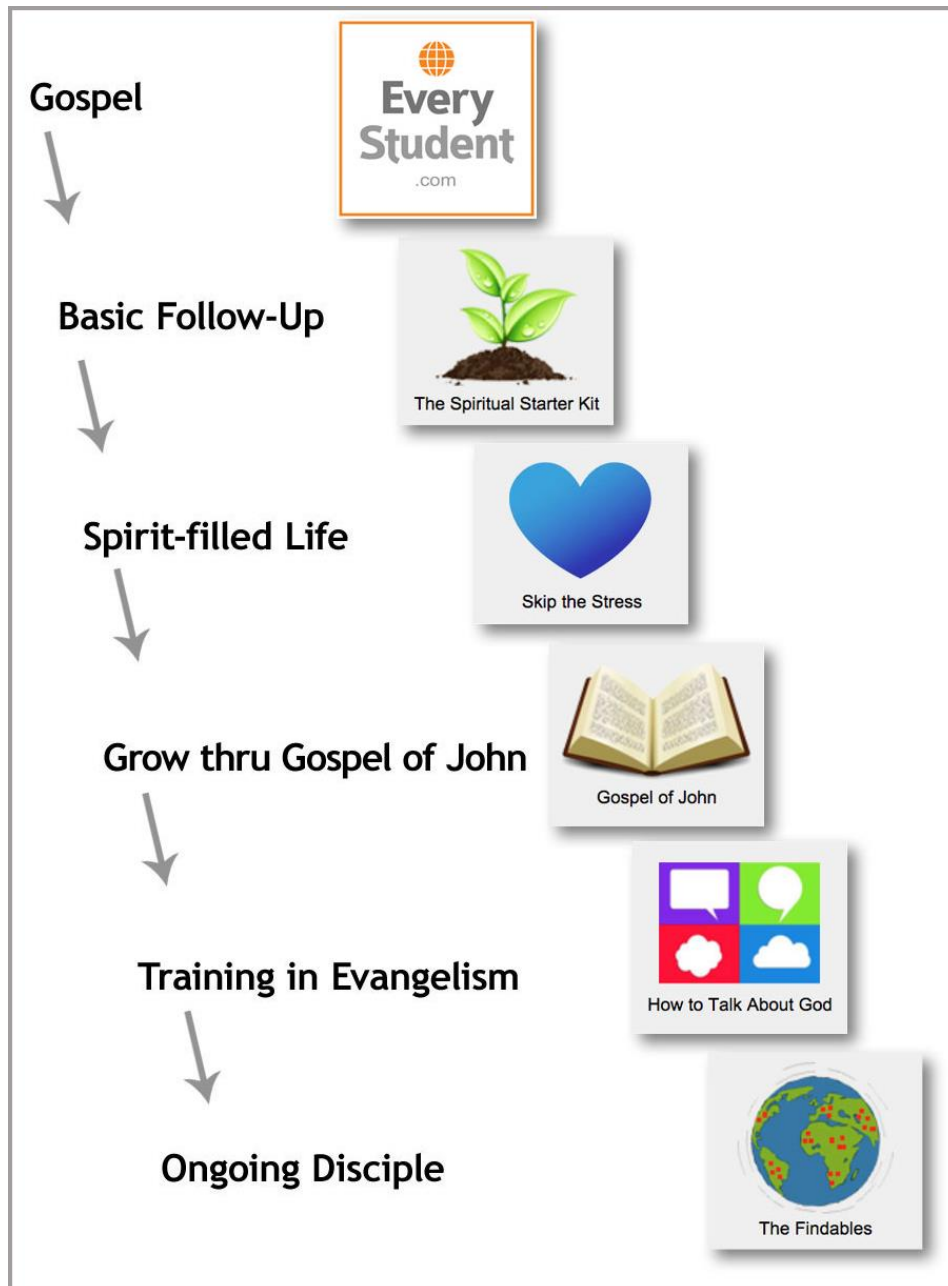 Gospel
Every
Student
.com
Basic Follow-Up
The Spiritual Starter Kit
Spirit-filled Life
Skip the Stress
Grow thru Gospel of John
Gospel of John
Training in Evangelism
How to Talk About God
Ongoing Disciple
The Findables